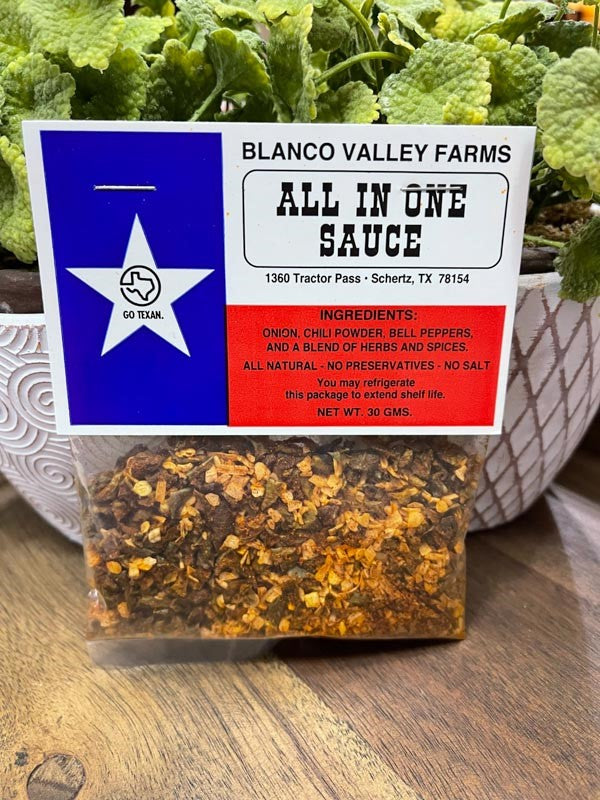 BLANCO VALLEY FARMS
ALL IN ONE
SAUCE
1360 Tractor Pass • Schertz, TX 78154
GO TEXAN.
INGREDIENTS:
ONION, CHILI POWDER, BELL PEPPERS,
AND A BLEND OF HERBS AND SPICES.
ALL NATURAL - NO PRESERVATIVES - NO SALT
You may refrigerate
this package to extend shelf life.
NET WT. 30 GMS.